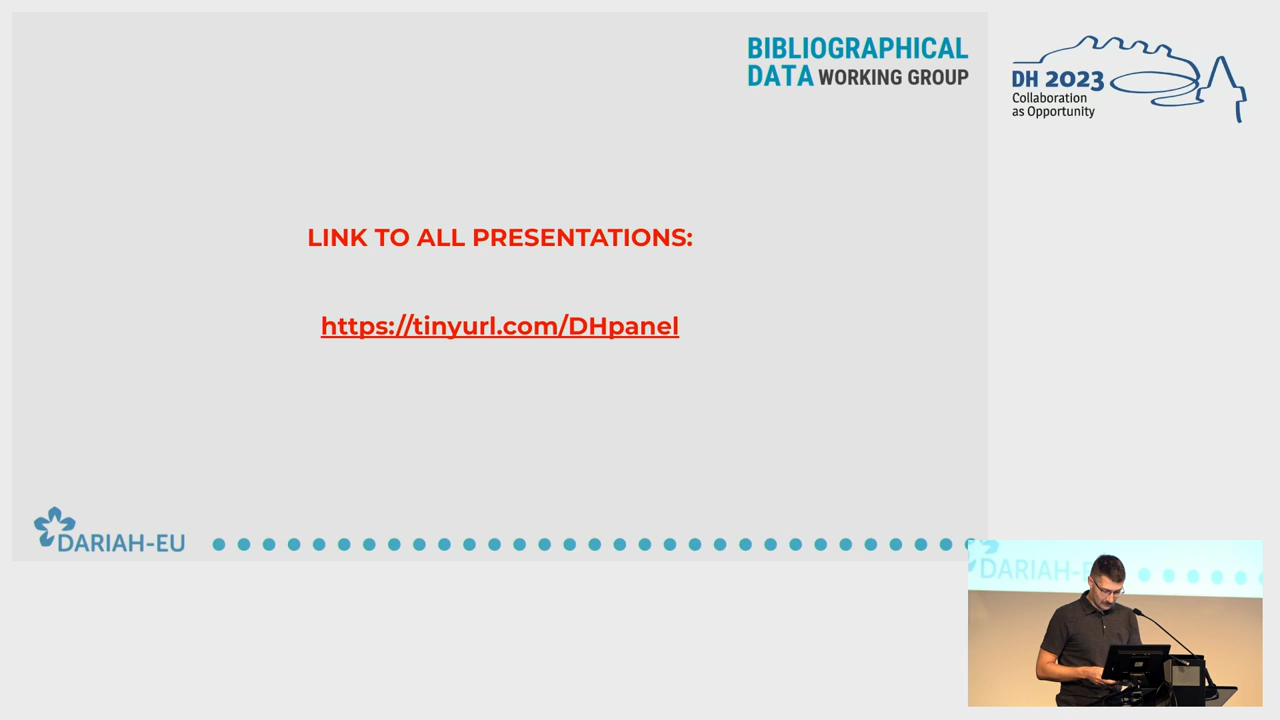 BIBLIOGRAPHICAL
DATA WORKING GROUP
DH 2023
Collaboration
as Opportunity
LINK TO ALL PRESENTATIONS:
https://tinyurl.com/DHpanel
DARIAH-EU
DARIAH-E